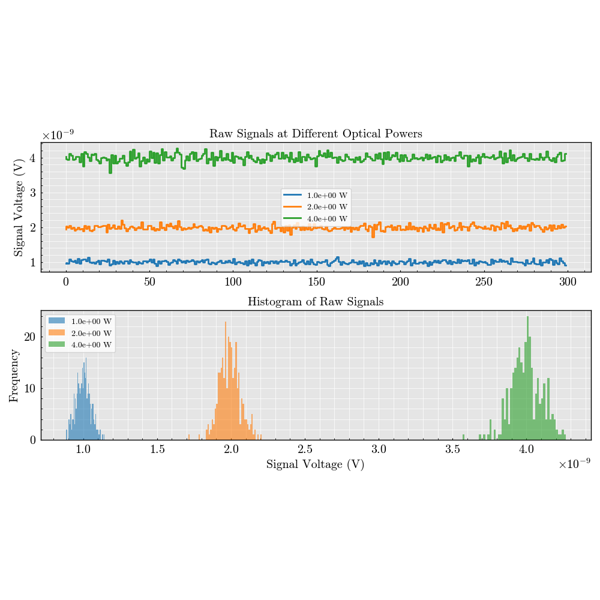 Raw Signals at Different Optical Powers
×10⁻⁹
Signal Voltage (V)
4
3
2
1
1.0e+00 W
2.0e+00 W
4.0e+00 W
0 50 100 150 200 250 300
Histogram of Raw Signals
Frequency
20
10
0
1.0e+00 W
2.0e+00 W
4.0e+00 W
1.0 1.5 2.0 2.5 3.0 3.5 4.0
Signal Voltage (V)
×10⁻⁹